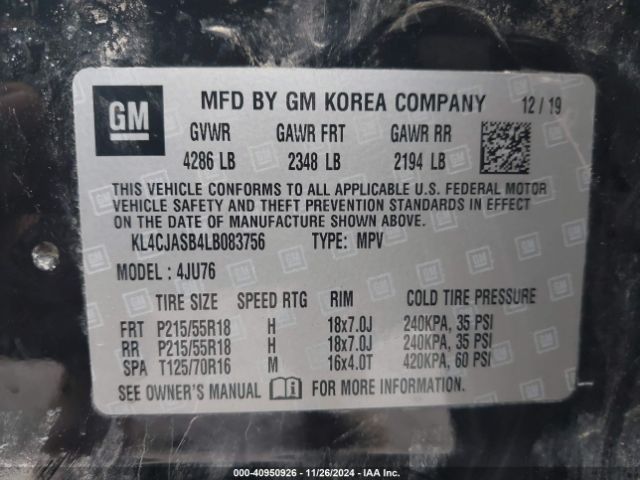 GM MFD BY GM KOREA COMPANY 12/19
GVWR GAWR FRT GAWR RR
4286 LB 2348 LB 2194 LB
THIS VEHICLE CONFORMS TO ALL APPLICABLE U.S. FEDERAL MOTOR
VEHICLE SAFETY AND THEFT PREVENTION STANDARDS IN EFFECT
ON THE DATE OF MANUFACTURE SHOWN ABOVE.
KL4CJASB4LB083756 TYPE: MPV
MODEL: 4JU76
TIRE SIZE SPEED RTG RIM COLD TIRE PRESSURE
FRT P215/55R18 H 18x7.0J 240KPA, 35 PSI
RR P215/55R18 H 18x7.0J 240KPA, 35 PSI
SPA T125/70R16 M 16x4.0T 420KPA, 60 PSI
SEE OWNER'S MANUAL FOR MORE INFORMATION.
000-40950926 - 11/26/2024 - IAA Inc.